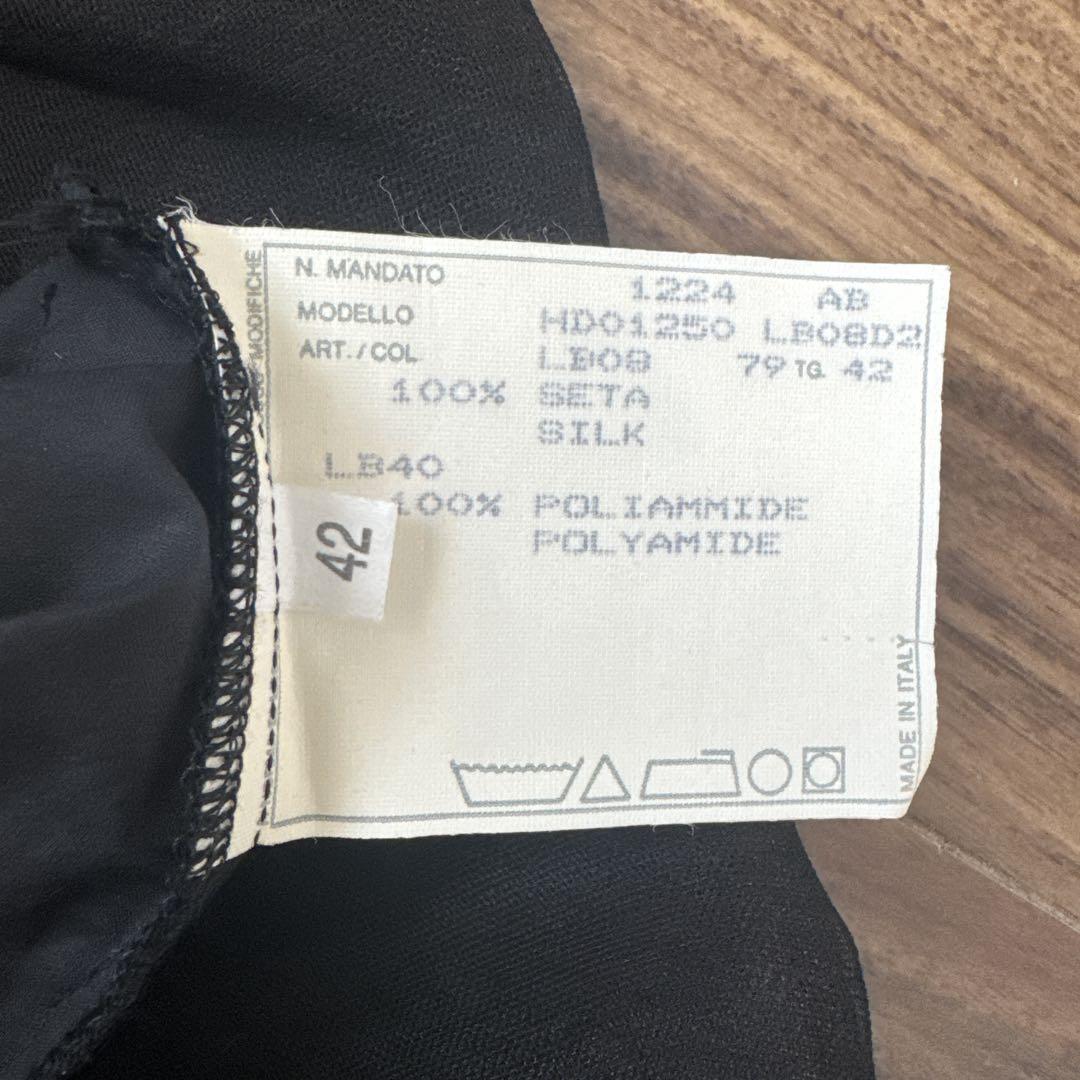 N. MANDATO 1224 AB
MODELLO HD01250 LB08D2
ART./COL LB08 79 TG. 42
100% SETA
SILK
LB40
100% POLIAMMIDE
POLYAMIDE
42
MODIFICHE
MADE IN ITALY